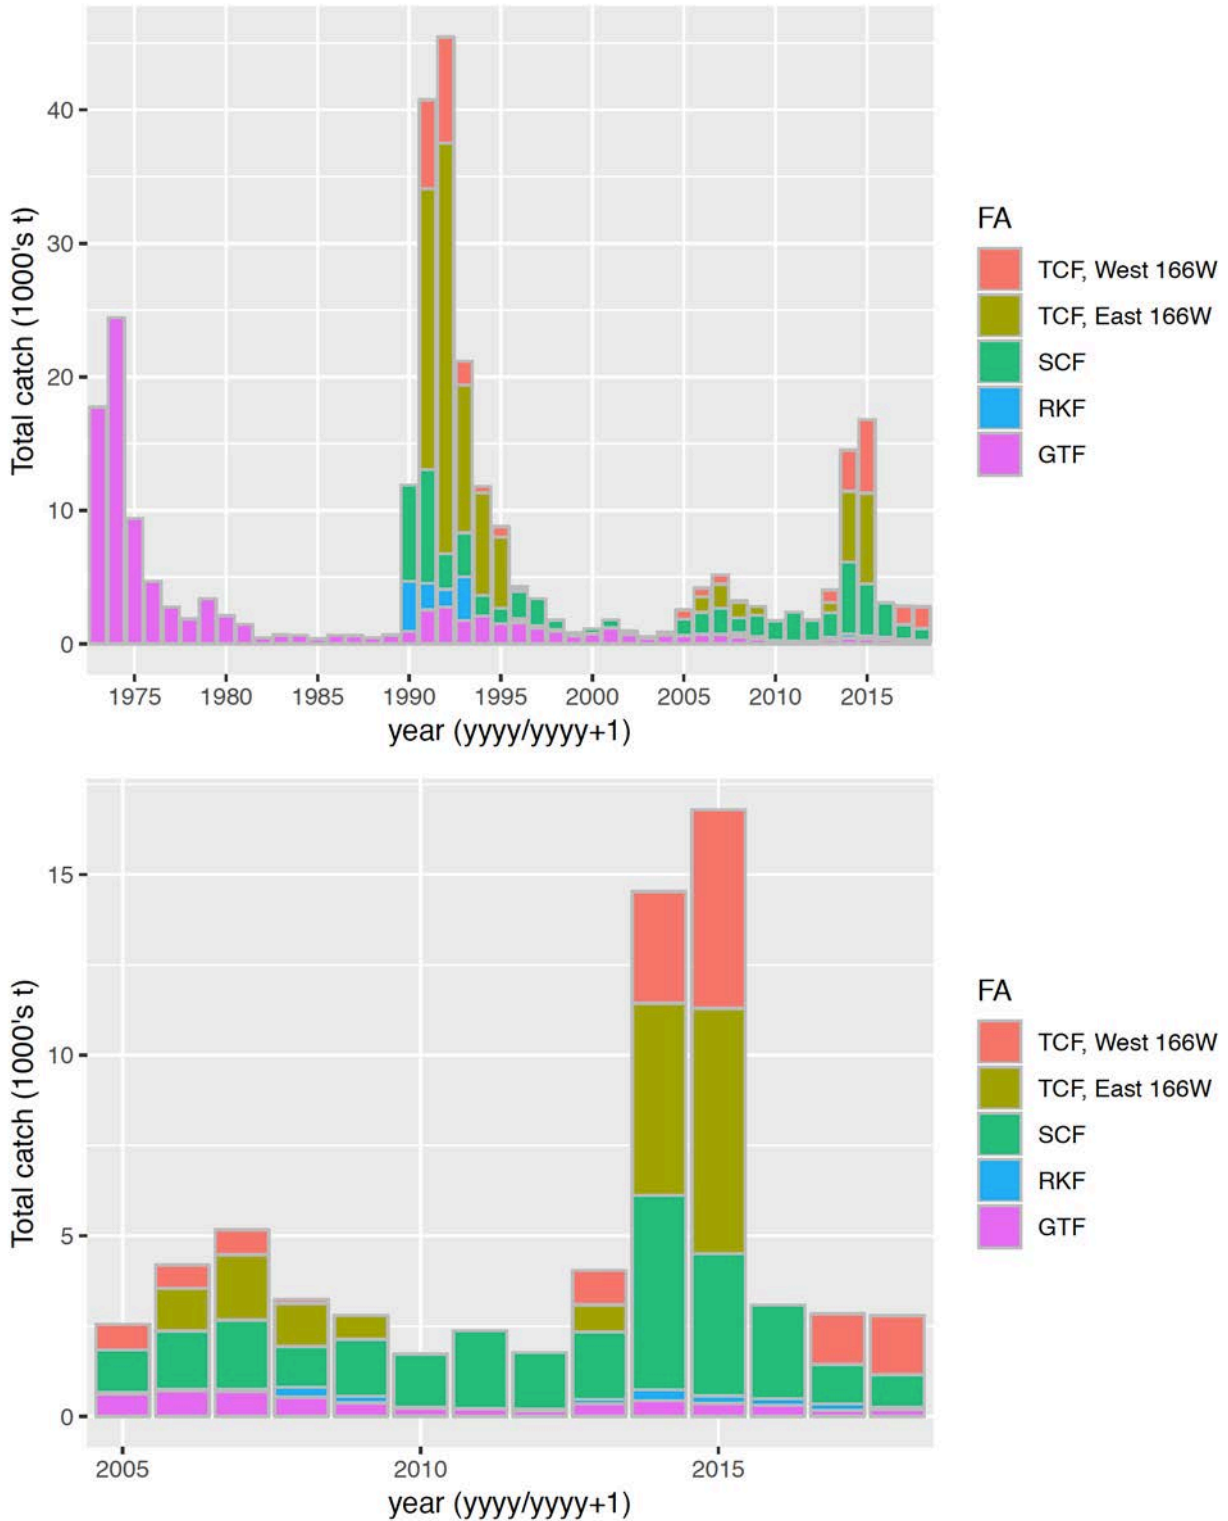 Total catch (1000's t)
40
30
20
10
0
1975 1980 1985 1990 1995 2000 2005 2010 2015
year (yyyy/yyyy+1)
FA
TCF, West 166W
TCF, East 166W
SCF
RKF
GTF
Total catch (1000's t)
15
10
5
0
2005 2010 2015
year (yyyy/yyyy+1)
FA
TCF, West 166W
TCF, East 166W
SCF
RKF
GTF